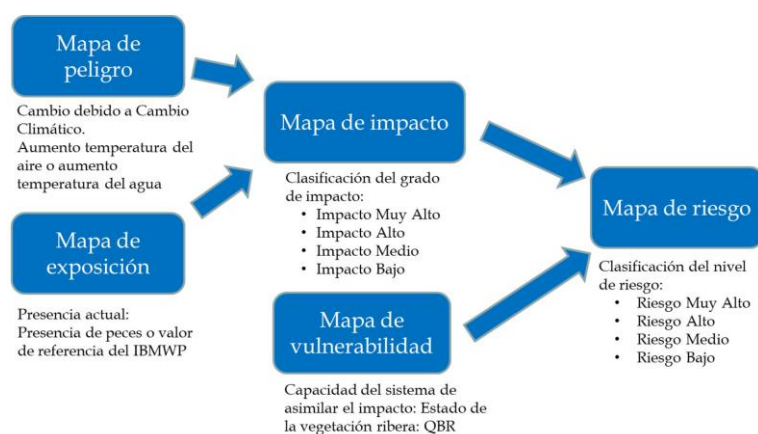 Mapa de
peligro
Cambio debido a Cambio
Climático.
Aumento temperatura del
aire o aumento
temperatura del agua
Mapa de
exposición
Presencia actual:
Presencia de peces o valor
de referencia del IBMWP
Mapa de impacto
Clasificación del grado
de impacto:
• Impacto Muy Alto
• Impacto Alto
• Impacto Medio
• Impacto Bajo
Mapa de
vulnerabilidad
Capacidad del sistema de
asimilar el impacto: Estado de
la vegetación ribera: QBR
Mapa de riesgo
Clasificación del nivel
de riesgo:
• Riesgo Muy Alto
• Riesgo Alto
• Riesgo Medio
• Riesgo Bajo